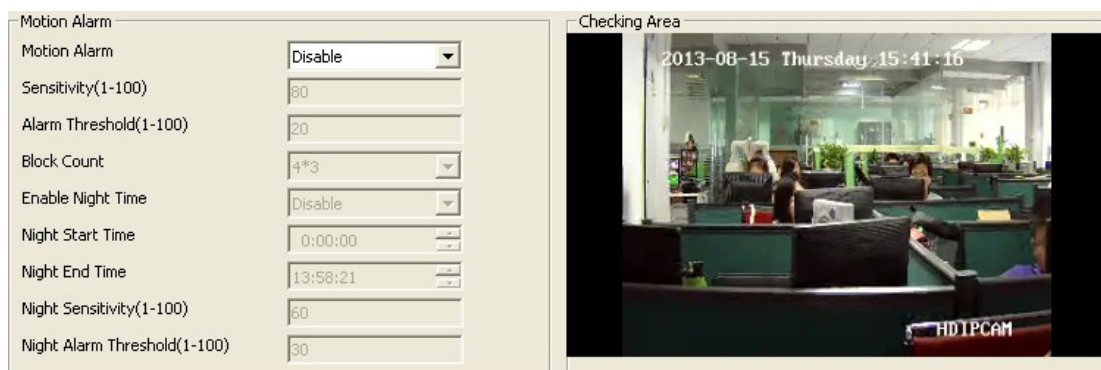 Motion Alarm
Motion Alarm Disable
Sensitivity(1-100) 80
Alarm Threshold(1-100) 20
Block Count 4*3
Enable Night Time Disable
Night Start Time 0:00:00
Night End Time 13:58:21
Night Sensitivity(1-100) 60
Night Alarm Threshold(1-100) 30
Checking Area
2013-08-15 Thursday 15:41:16
HDIPCAM